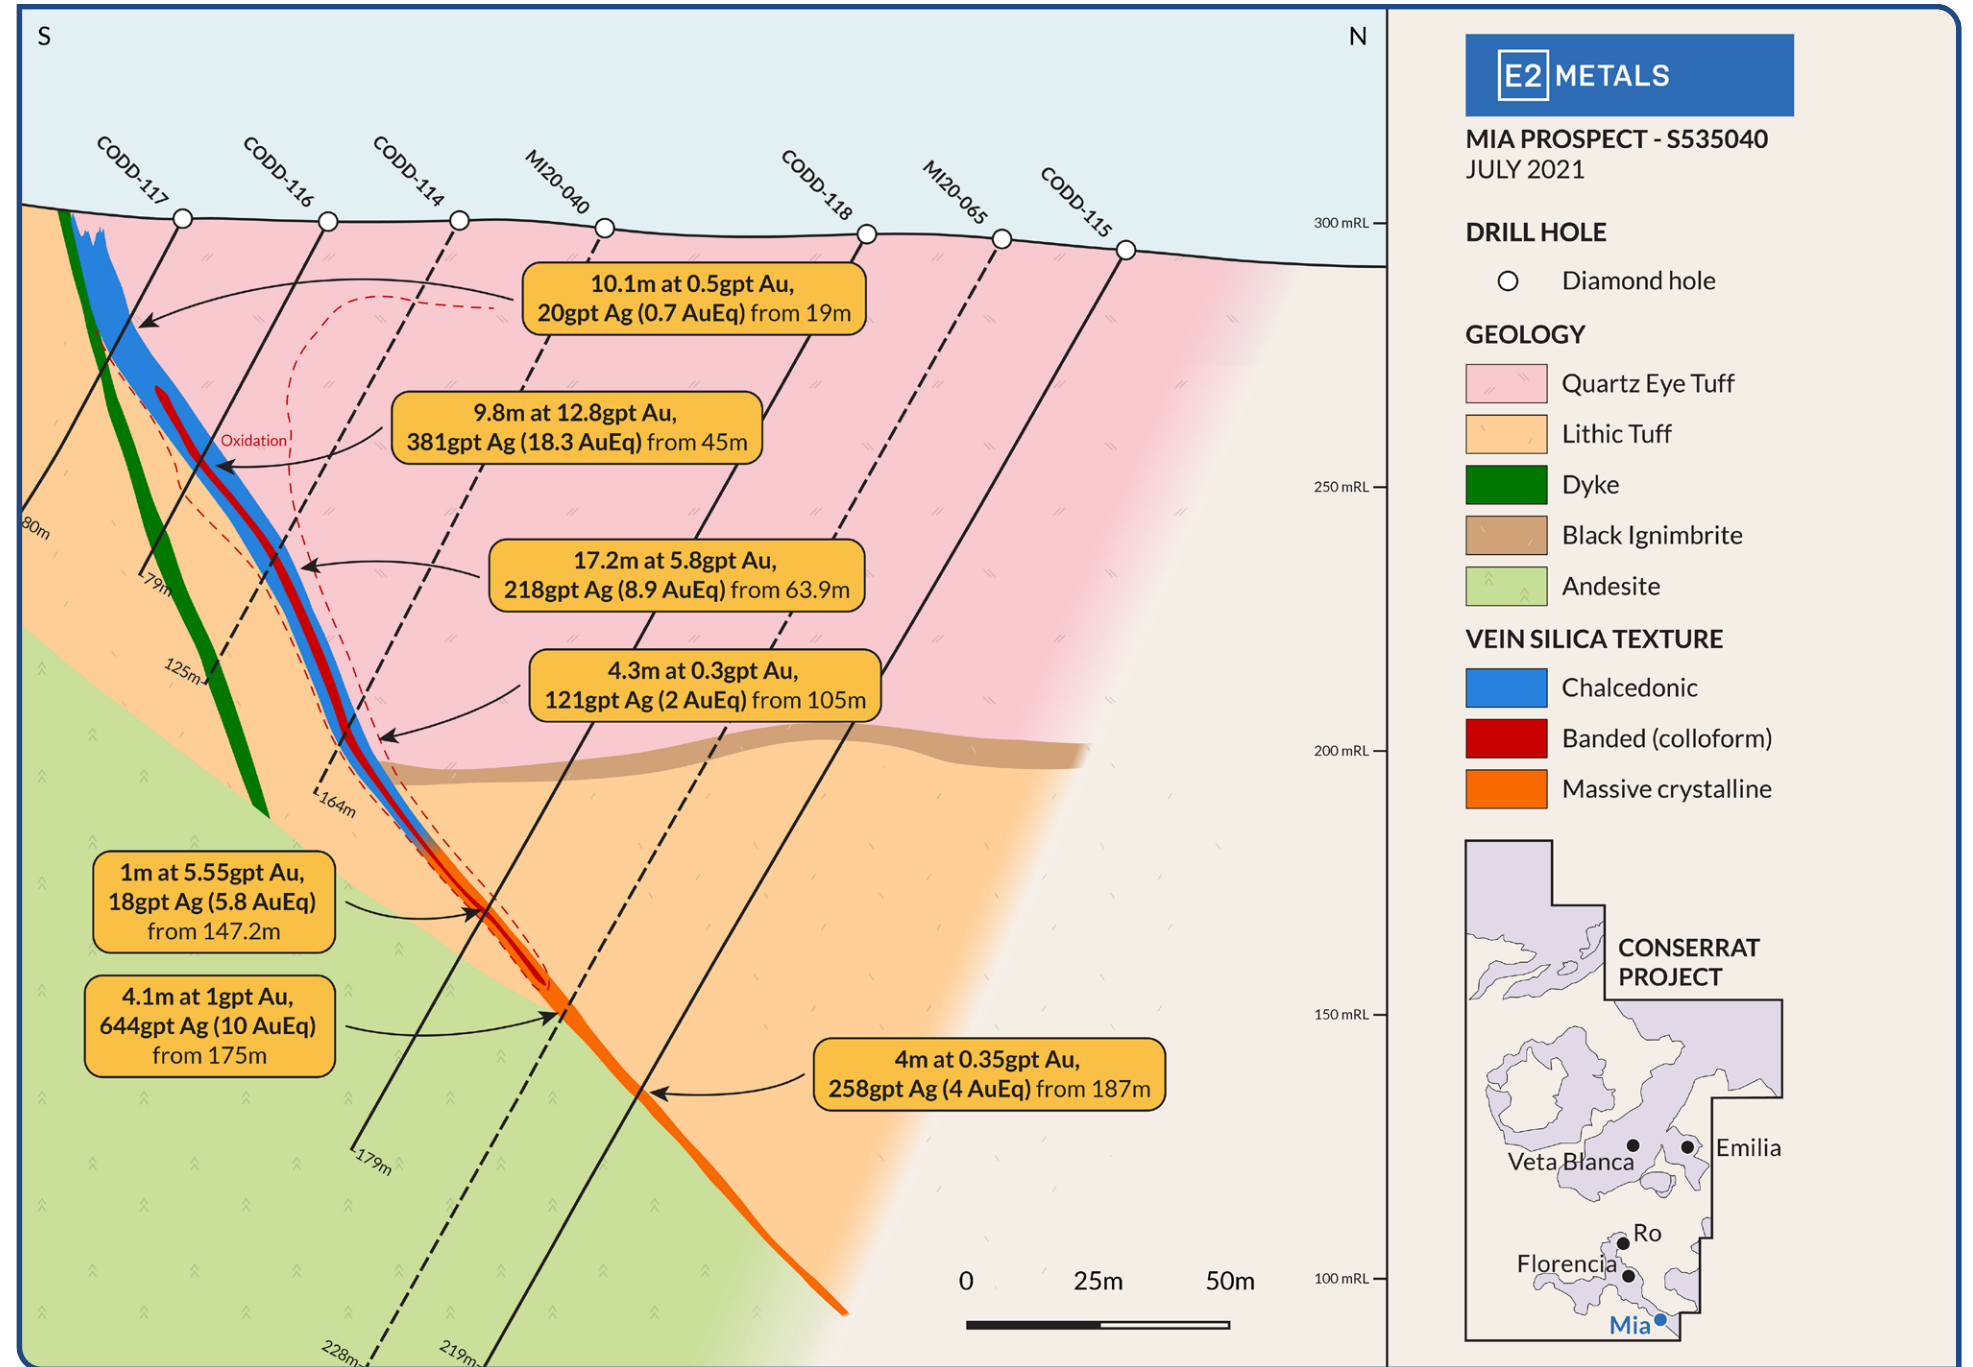 S
N
CODD-117
CODD-116
CODD-114
MI20-040
CODD-118
MI20-065
CODD-115
300 mRL
250 mRL
200 mRL
150 mRL
100 mRL
10.1m at 0.5gpt Au,
20gpt Ag (0.7 AuEq) from 19m
9.8m at 12.8gpt Au,
381gpt Ag (18.3 AuEq) from 45m
Oxidation
17.2m at 5.8gpt Au,
218gpt Ag (8.9 AuEq) from 63.9m
4.3m at 0.3gpt Au,
121gpt Ag (2 AuEq) from 105m
1m at 5.55gpt Au,
18gpt Ag (5.8 AuEq)
from 147.2m
4.1m at 1gpt Au,
644gpt Ag (10 AuEq)
from 175m
4m at 0.35gpt Au,
258gpt Ag (4 AuEq) from 187m
80m
79m
125m
164m
179m
228m
219m
0 25m 50m
E2 METALS
MIA PROSPECT - S535040
JULY 2021
DRILL HOLE
Diamond hole
GEOLOGY
Quartz Eye Tuff
Lithic Tuff
Dyke
Black Ignimbrite
Andesite
VEIN SILICA TEXTURE
Chalcedonic
Banded (colloform)
Massive crystalline
CONSERRAT
PROJECT
Veta Blanca
Emilia
Ro
Florencia
Mia